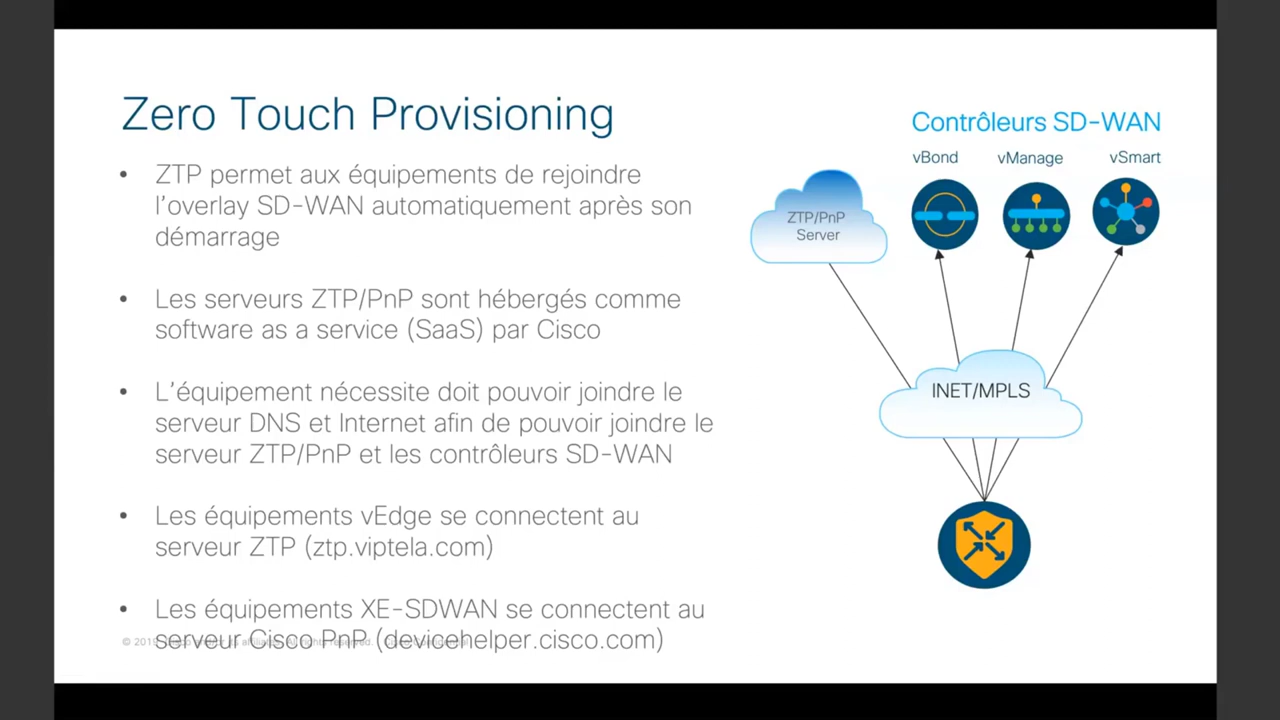 Zero Touch Provisioning
• ZTP permet aux équipements de rejoindre
l'overlay SD-WAN automatiquement après son
démarrage
• Les serveurs ZTP/PnP sont hébergés comme
software as a service (SaaS) par Cisco
• L'équipement nécessite doit pouvoir joindre le
serveur DNS et Internet afin de pouvoir joindre le
serveur ZTP/PnP et les contrôleurs SD-WAN
• Les équipements vEdge se connectent au
serveur ZTP (ztp.viptela.com)
• Les équipements XE-SDWAN se connectent au
serveur Cisco PnP (devicehelper.cisco.com)
Contrôleurs SD-WAN
vBond vManage vSmart
ZTP/PnP
Server
INET/MPLS